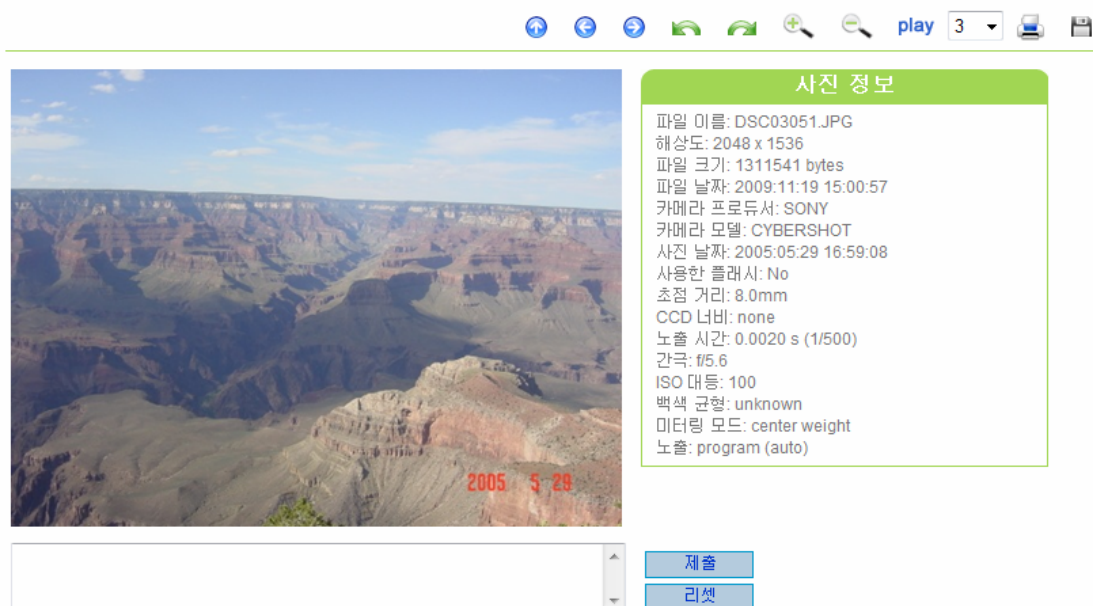 play 3
사진 정보
파일 이름: DSC03051.JPG
해상도: 2048 x 1536
파일 크기: 1311541 bytes
파일 날짜: 2009:11:19 15:00:57
카메라 프로듀서: SONY
카메라 모델: CYBERSHOT
사진 날짜: 2005:05:29 16:59:08
사용한 플래시: No
초점 거리: 8.0mm
CCD 너비: none
노출 시간: 0.0020 s (1/500)
간극: f/5.6
ISO 대등: 100
백색 균형: unknown
미터링 모드: center weight
노출: program (auto)
2005 5 29
제출
리셋